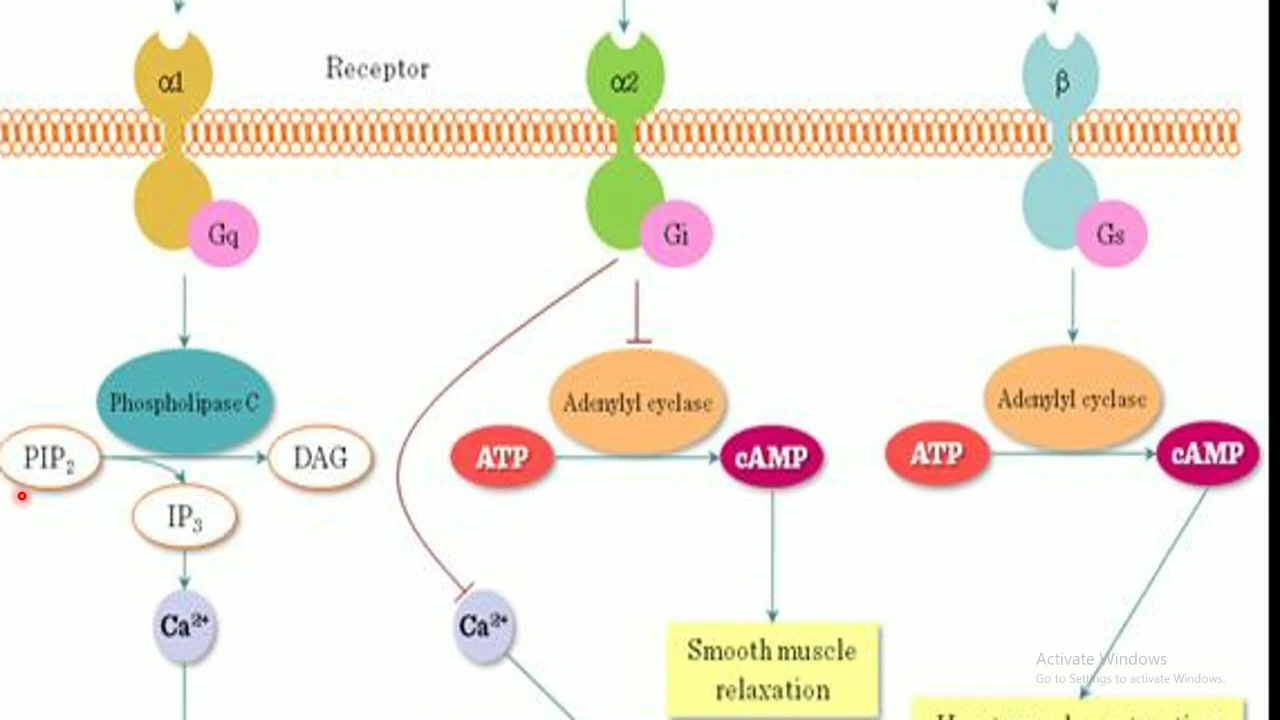 α1
Receptor
α2
β
Gq
Gi
Gs
Phospholipase C
Adenylyl cyclase
Adenylyl cyclase
PIP₂
DAG
ATP
cAMP
ATP
cAMP
IP₃
Ca²⁺
Ca²⁺
Smooth muscle
relaxation
Activate Windows
Go to Settings to activate Windows.